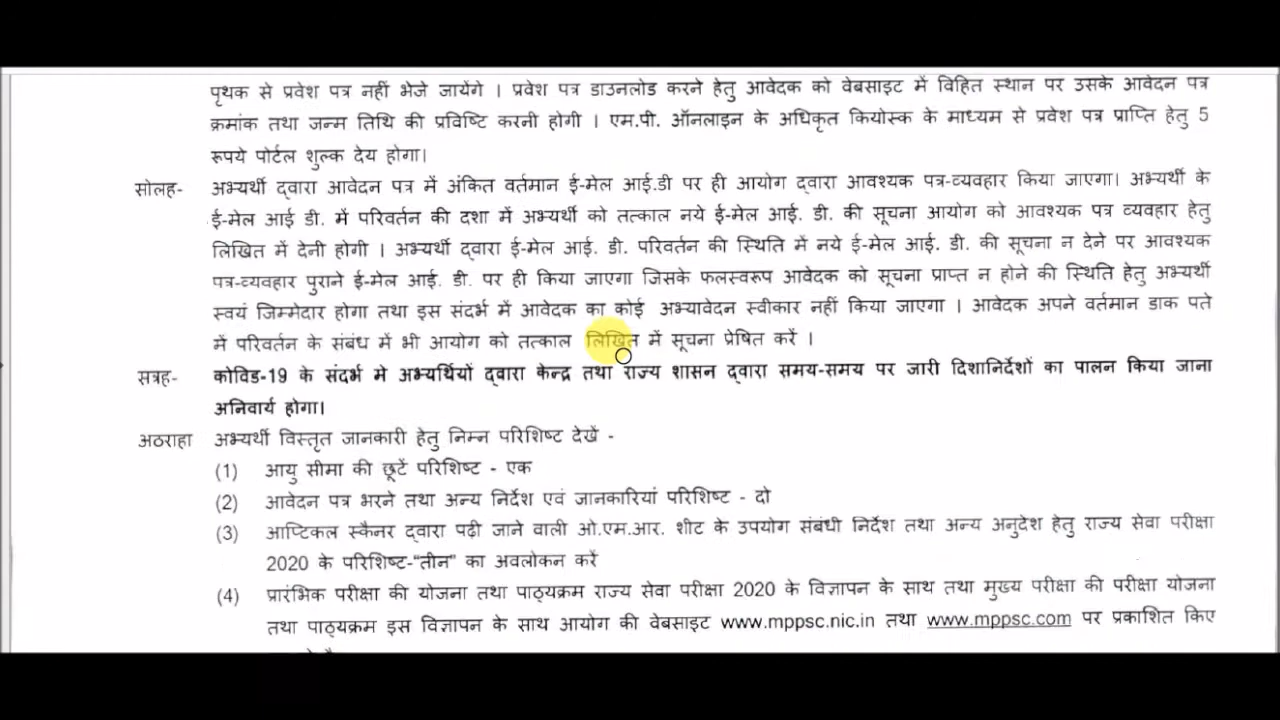 पृथक से प्रवेश पत्र नहीं भेजे जायेंगे । प्रवेश पत्र डाउनलोड करने हेतु आवेदक को वेबसाइट में विहित स्थान पर उसके आवेदन पत्र
क्रमांक तथा जन्म तिथि की प्रविष्टि करनी होगी । एम.पी. ऑनलाइन के अधिकृत कियोस्क के माध्यम से प्रवेश पत्र प्राप्ति हेतु 5
रूपये पोर्टल शुल्क देय होगा।
सोलह- अभ्यर्थी द्वारा आवेदन पत्र में अंकित वर्तमान ई-मेल आई.डी पर ही आयोग द्वारा आवश्यक पत्र-व्यवहार किया जाएगा। अभ्यर्थी के
ई-मेल आई डी. में परिवर्तन की दशा में अभ्यर्थी को तत्काल नये ई-मेल आई. डी. की सूचना आयोग को आवश्यक पत्र व्यवहार हेतु
लिखित में देनी होगी । अभ्यर्थी द्वारा ई-मेल आई. डी. परिवर्तन की स्थिति में नये ई-मेल आई. डी. की सूचना न देने पर आवश्यक
पत्र-व्यवहार पुराने ई-मेल आई. डी. पर ही किया जाएगा जिसके फलस्वरूप आवेदक को सूचना प्राप्त न होने की स्थिति हेतु अभ्यर्थी
स्वयं जिम्मेदार होगा तथा इस संदर्भ में आवेदक का कोई अभ्यावेदन स्वीकार नहीं किया जाएगा । आवेदक अपने वर्तमान डाक पते
में परिवर्तन के संबंध में भी आयोग को तत्काल लिखित में सूचना प्रेषित करें ।
सत्रह- कोविड-19 के संदर्भ मे अभ्यर्थियों द्वारा केन्द्र तथा राज्य शासन द्वारा समय-समय पर जारी दिशानिर्देशों का पालन किया जाना
अनिवार्य होगा।
अठराहा अभ्यर्थी विस्तृत जानकारी हेतु निम्न परिशिष्ट देखें -
(1) आयु सीमा की छूटें परिशिष्ट - एक
(2) आवेदन पत्र भरने तथा अन्य निर्देश एवं जानकारियां परिशिष्ट - दो
(3) आप्टिकल स्कैनर द्वारा पढ़ी जाने वाली ओ.एम.आर. शीट के उपयोग संबंधी निर्देश तथा अन्य अनुदेश हेतु राज्य सेवा परीक्षा
2020 के परिशिष्ट-"तीन" का अवलोकन करें
(4) प्रारंभिक परीक्षा की योजना तथा पाठ्यक्रम राज्य सेवा परीक्षा 2020 के विज्ञापन के साथ तथा मुख्य परीक्षा की परीक्षा योजना
तथा पाठ्यक्रम इस विज्ञापन के साथ आयोग की वेबसाइट www.mppsc.nic.in तथा www.mppsc.com पर प्रकाशित किए